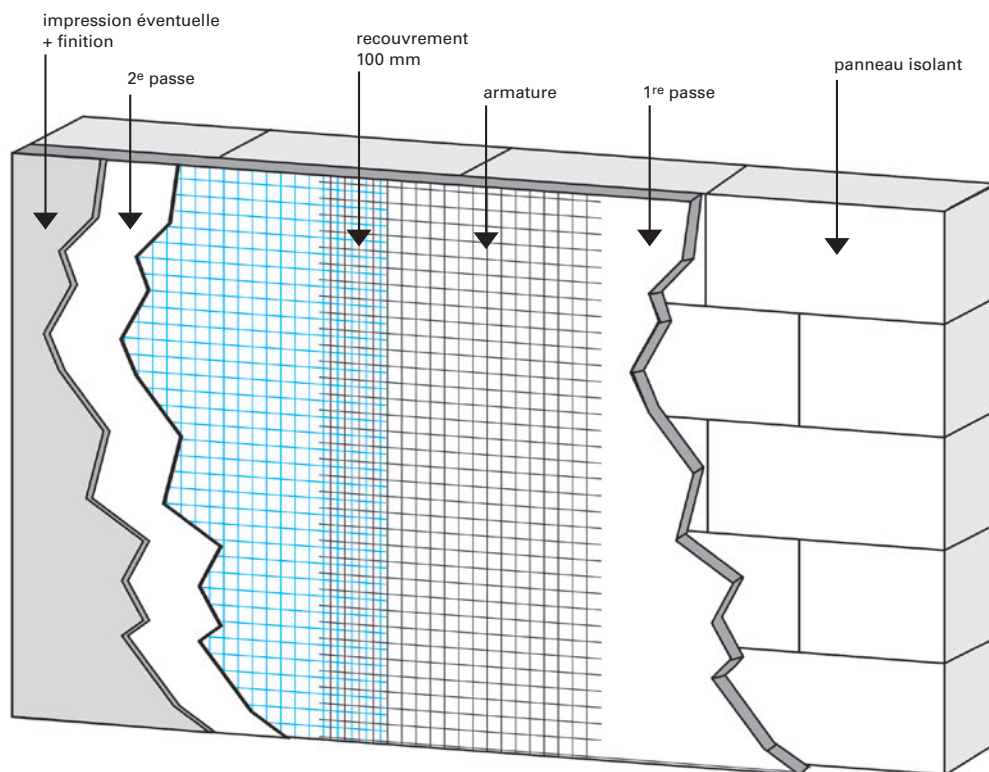 impression éventuelle
+ finition
2e passe
recouvrement
100 mm
armature
1re passe
panneau isolant